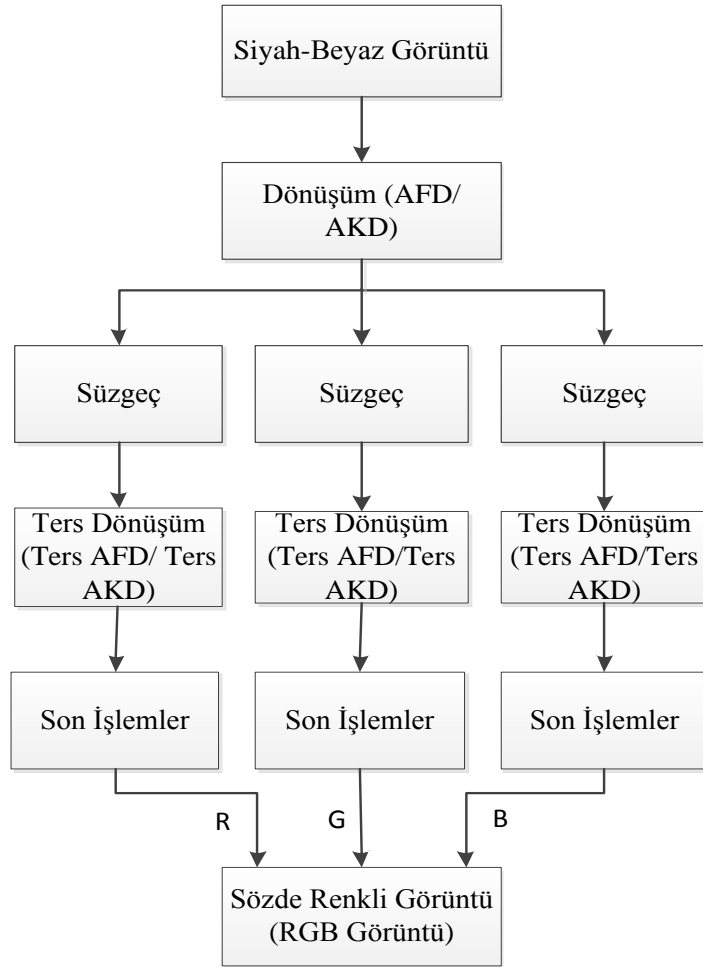 Siyah-Beyaz Görüntü
Dönüşüm (AFD/
AKD)
Süzgeç
Süzgeç
Süzgeç
Ters Dönüşüm
(Ters AFD/ Ters
AKD)
Ters Dönüşüm
(Ters AFD/Ters
AKD)
Ters Dönüşüm
(Ters AFD/Ters
AKD)
Son İşlemler
Son İşlemler
Son İşlemler
R
G
B
Sözde Renkli Görüntü
(RGB Görüntü)